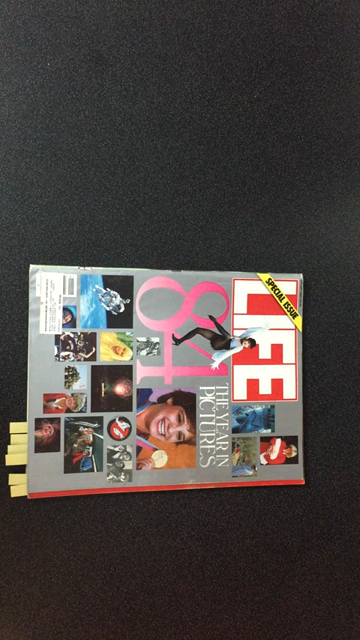 SPECIAL ISSUE
LIFE
84
THE YEAR IN
PICTURES